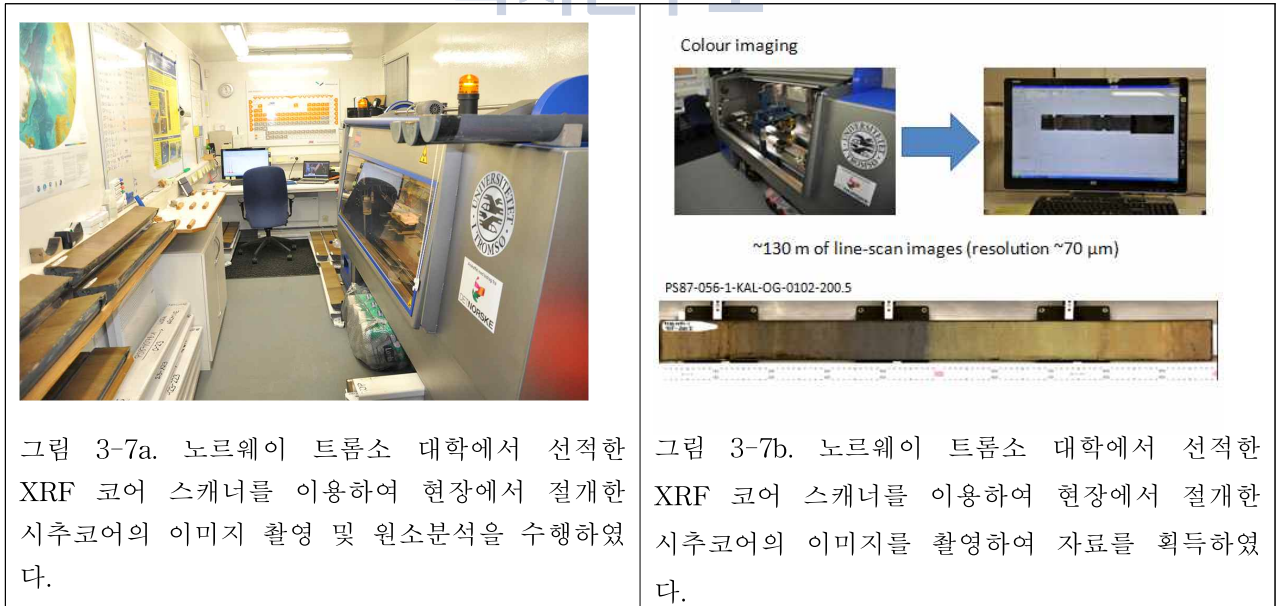 UNIVERSITETET
TROMSØ
DET NORSKE
그림 3-7a. 노르웨이 트롬소 대학에서 선적한
XRF 코어 스캐너를 이용하여 현장에서 절개한
시추코어의 이미지 촬영 및 원소분석을 수행하였
다.
Colour imaging
~130 m of line-scan images (resolution ~70 µm)
PS87-056-1-KAL-OG-0102-200.5
그림 3-7b. 노르웨이 트롬소 대학에서 선적한
XRF 코어 스캐너를 이용하여 현장에서 절개한
시추코어의 이미지를 촬영하여 자료를 획득하였
다.